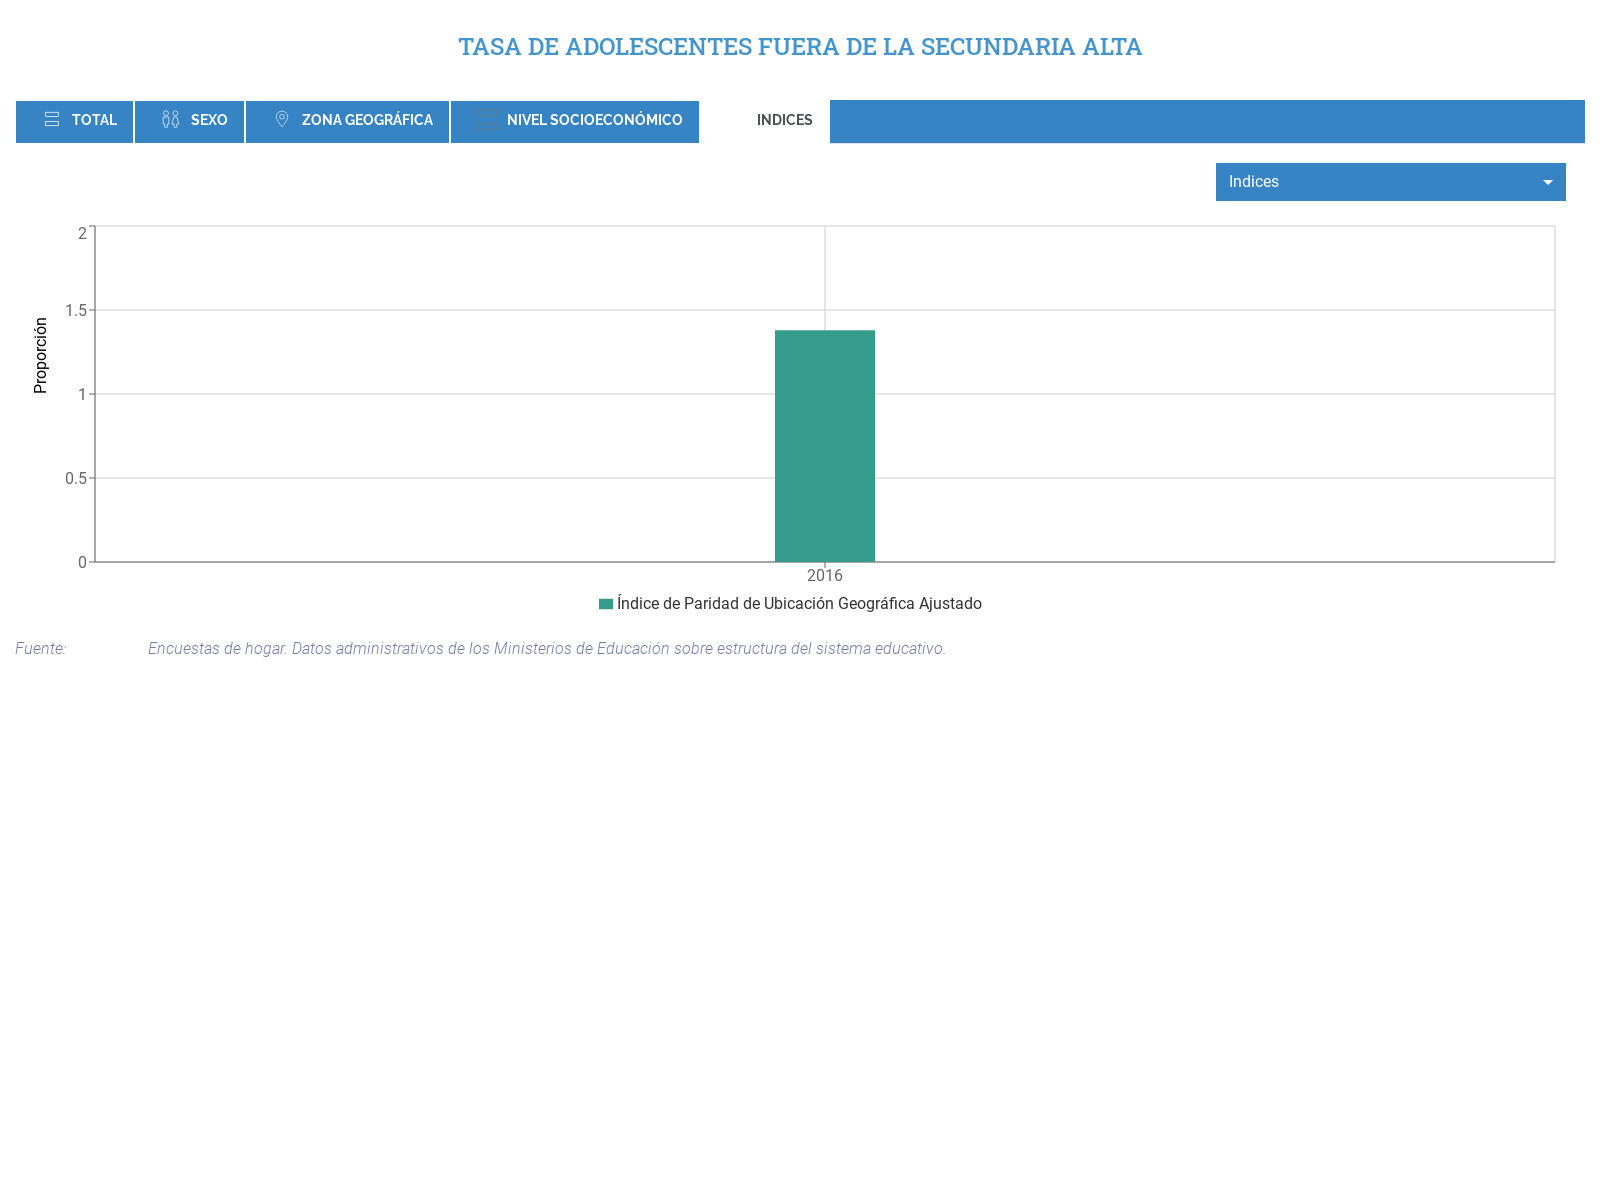 TASA DE ADOLESCENTES FUERA DE LA SECUNDARIA ALTA
TOTAL SEXO ZONA GEOGRÁFICA NIVEL SOCIOECONÓMICO INDICES
Indices
2
1.5
1
0.5
0
Proporción
2016
Índice de Paridad de Ubicación Geográfica Ajustado
Fuente: Encuestas de hogar. Datos administrativos de los Ministerios de Educación sobre estructura del sistema educativo.